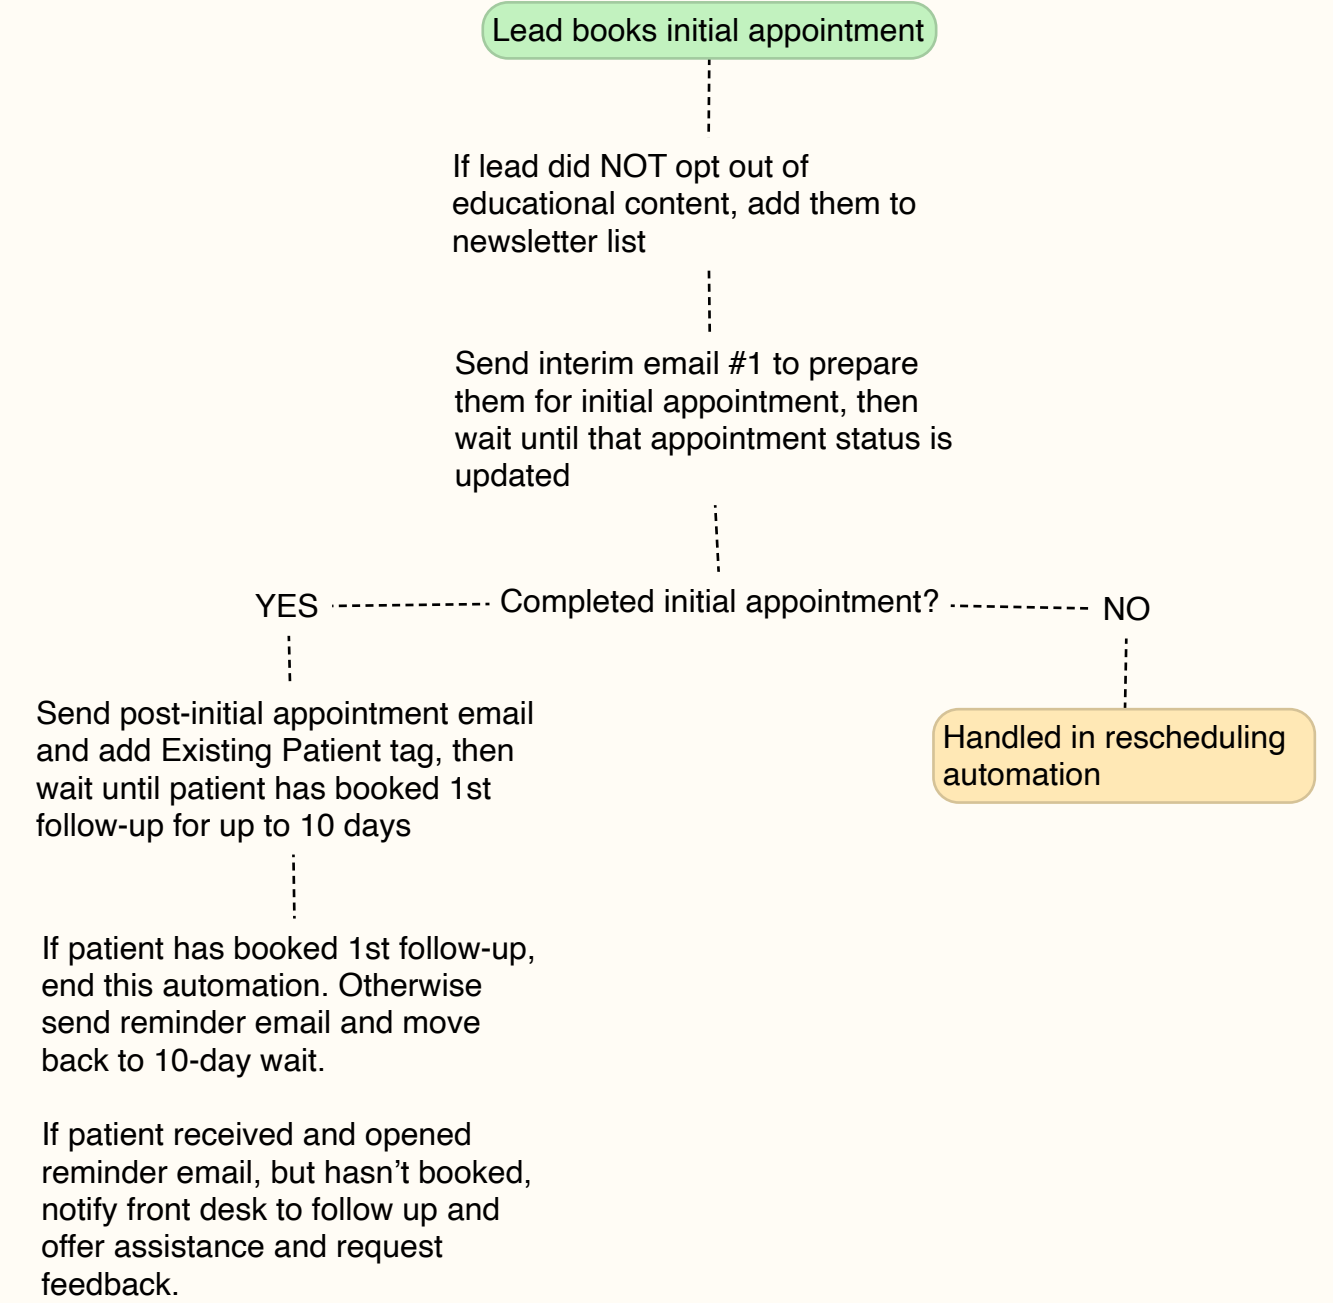 Lead books initial appointment
If lead did NOT opt out of
educational content, add them to
newsletter list
Send interim email #1 to prepare
them for initial appointment, then
wait until that appointment status is
updated
YES
Completed initial appointment?
NO
Send post-initial appointment email
and add Existing Patient tag, then
wait until patient has booked 1st
follow-up for up to 10 days
Handled in rescheduling
automation
If patient has booked 1st follow-up,
end this automation. Otherwise
send reminder email and move
back to 10-day wait.
If patient received and opened
reminder email, but hasn’t booked,
notify front desk to follow up and
offer assistance and request
feedback.